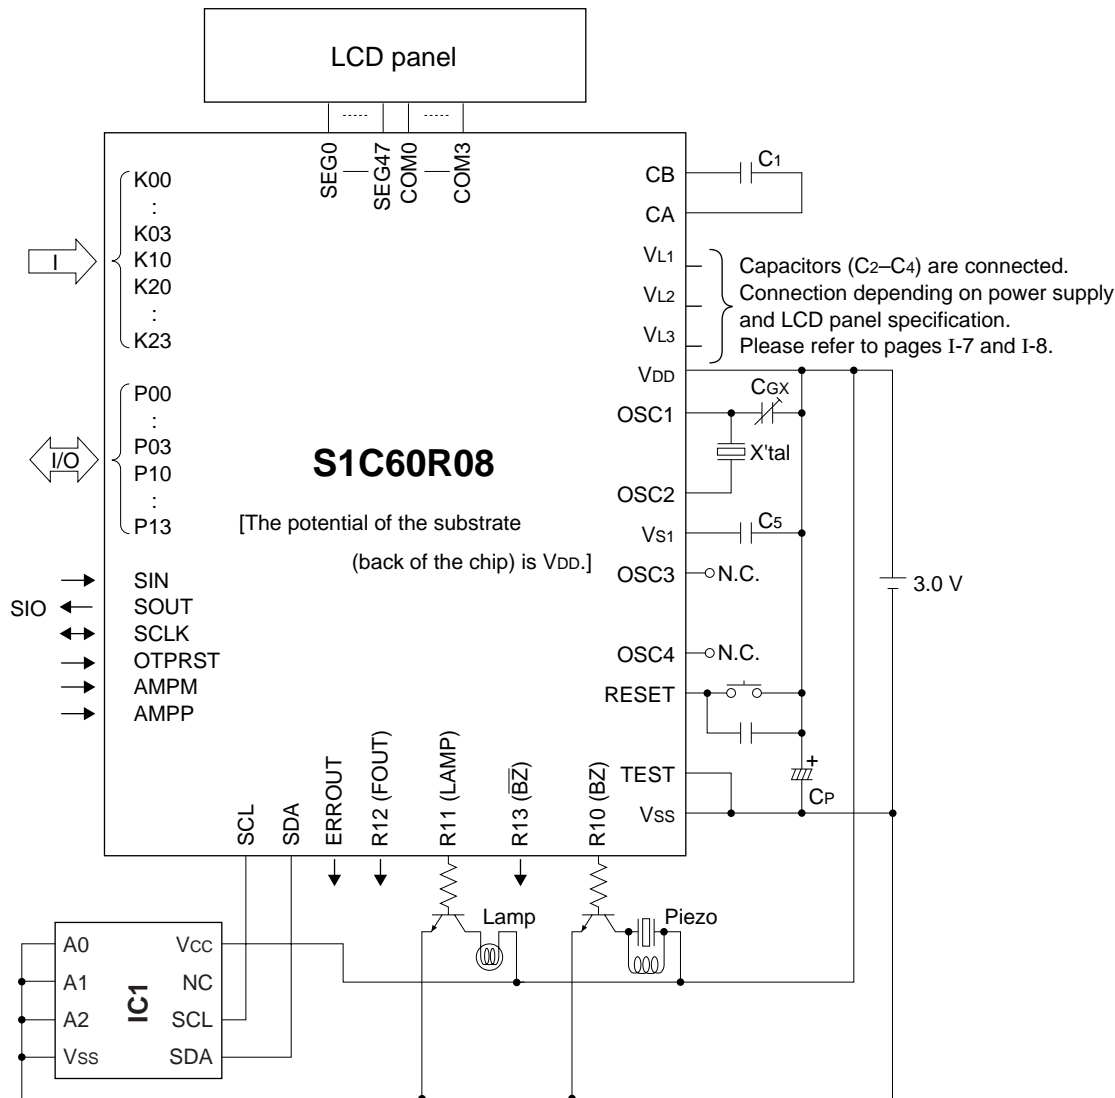 LCD panel
SEG0
SEG47
COM0
COM3
K00
:
K03
K10
K20
:
K23
I
P00
:
P03
P10
:
P13
I/O
SIO
SIN
SOUT
SCLK
OTPRST
AMPM
AMPP
S1C60R08
[The potential of the substrate
(back of the chip) is VDD.]
CB
CA
VL1
VL2
VL3
VDD
OSC1
OSC2
VS1
OSC3
OSC4
RESET
TEST
VSS
C1
Capacitors (C2–C4) are connected.
Connection depending on power supply
and LCD panel specification.
Please refer to pages I-7 and I-8.
CGX
X'tal
C5
N.C.
N.C.
3.0 V
+
CP
SCL
SDA
ERROUT
R12 (FOUT)
R11 (LAMP)
R13 (B̅Z̅)
R10 (BZ)
Lamp
Piezo
A0
A1
A2
VSS
IC1
VCC
NC
SCL
SDA